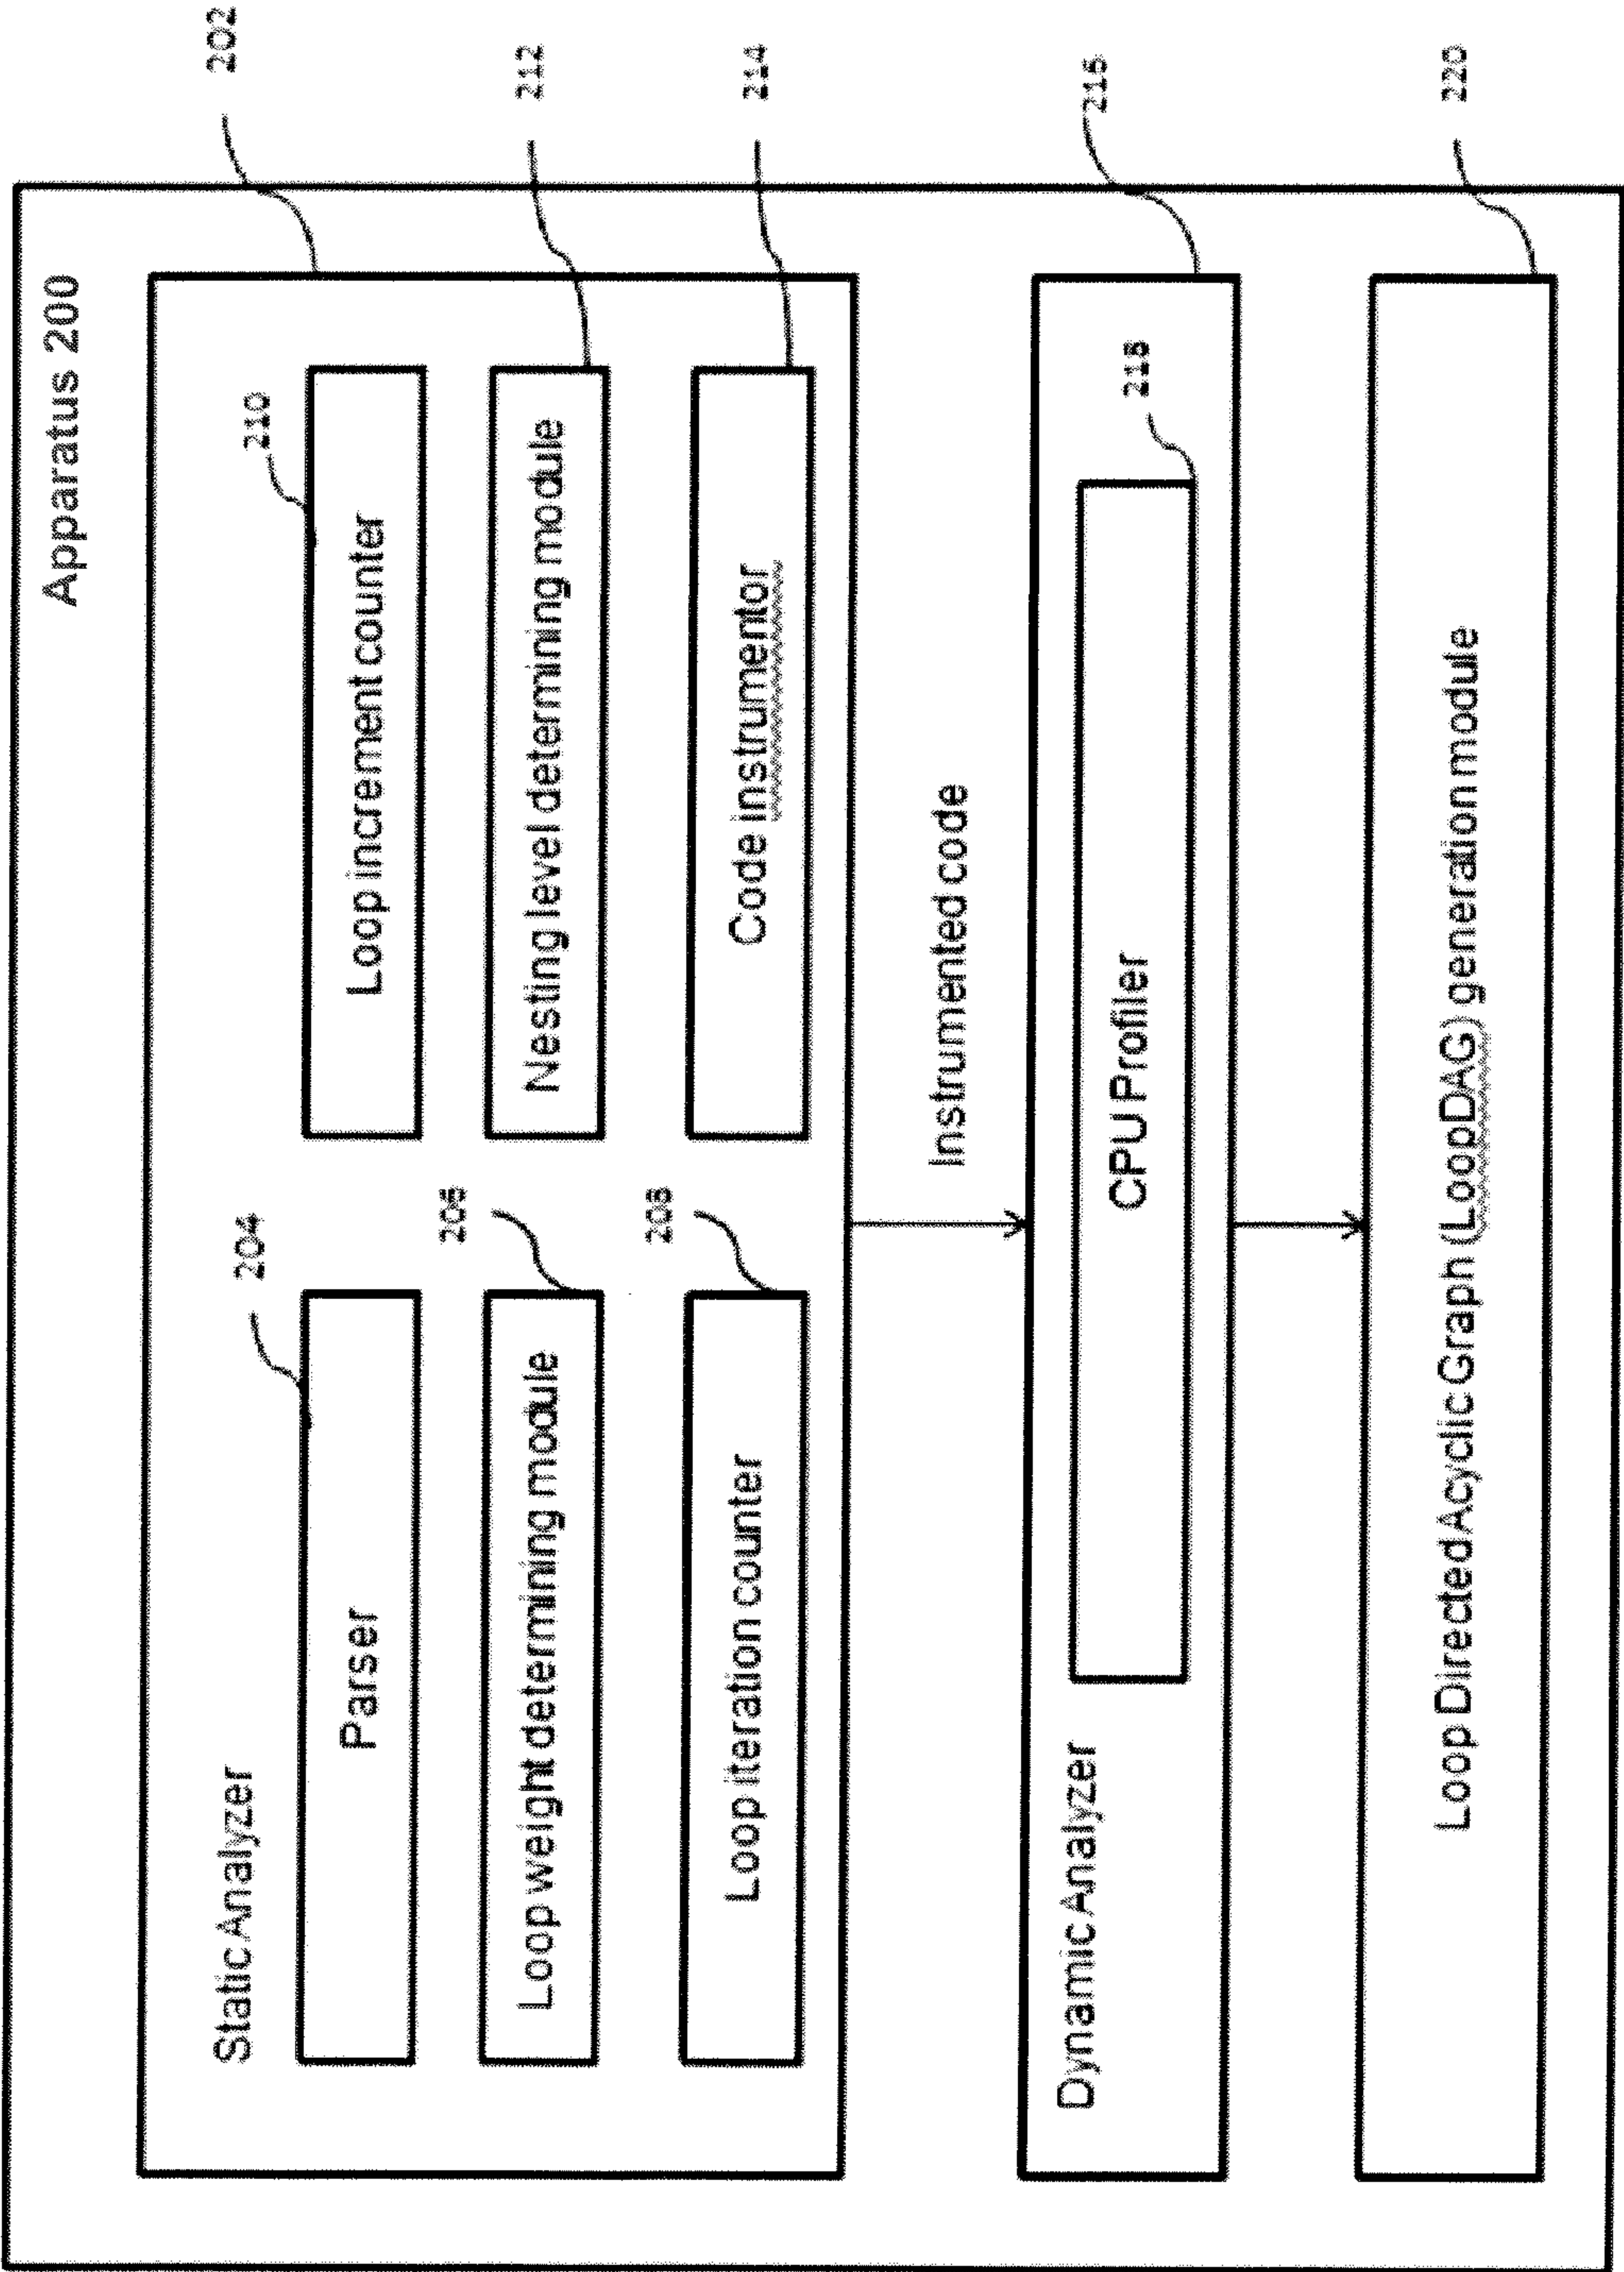 Apparatus 200
202
Static Analyzer
204
Parser
210
Loop increment counter
206
Loop weight determining module
212
Nesting level determining module
208
Loop iteration counter
214
Code instrumentor
Instrumented code
216
Dynamic Analyzer
218
CPU Profiler
220
Loop Directed Acyclic Graph (LoopDAG) generation module